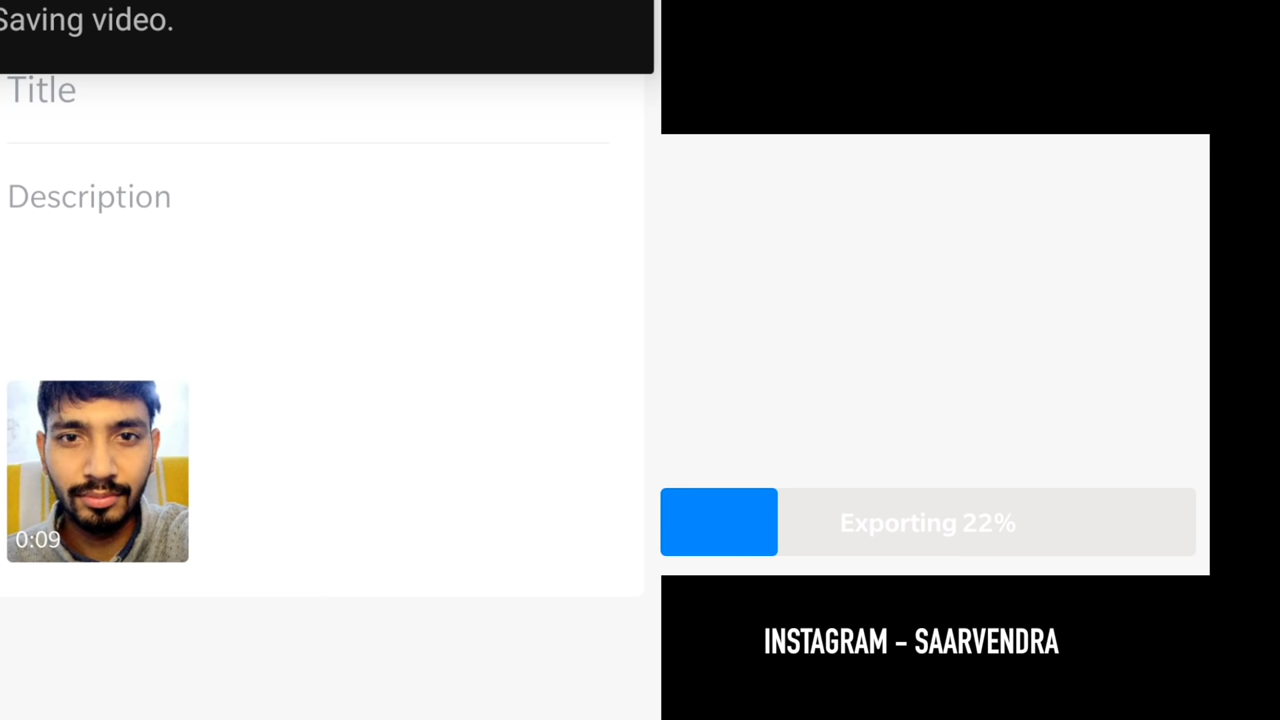 Saving video.
Title
Description
0:09
Exporting 22%
INSTAGRAM - SAARVENDRA